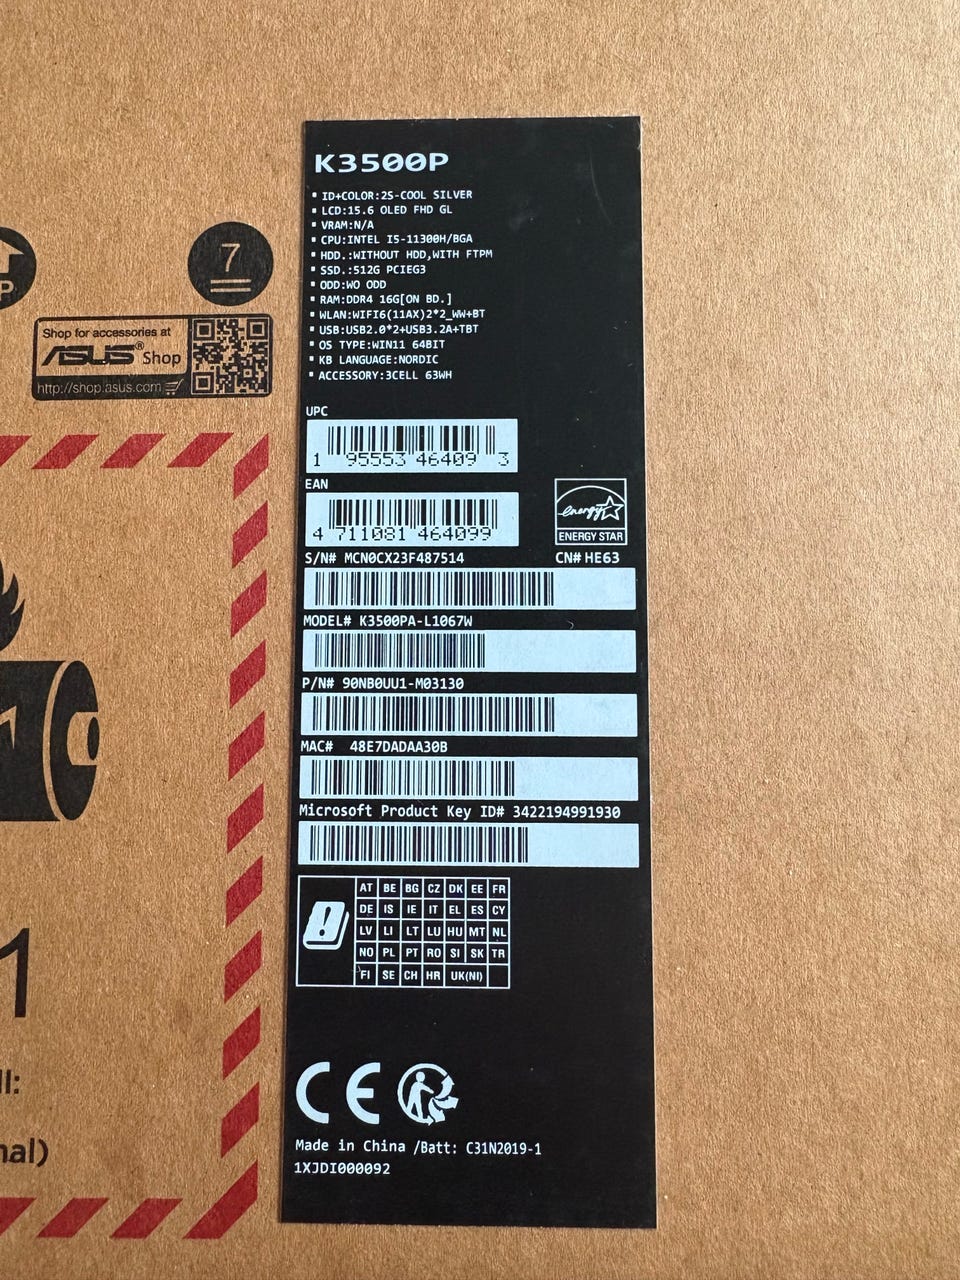 K3500P
ID+COLOR:2S-COOL SILVER
LCD:15.6 OLED FHD GL
VRAM:N/A
CPU:INTEL I5-11300H/BGA
HDD.:WITHOUT HDD,WITH FTPM
SSD.:512G PCIEG3
ODD:WO ODD
RAM:DDR4 16G[ON BD.]
WLAN:WIFI6(11AX)2*2_WW+BT
USB:USB2.0*2+USB3.2A+TBT
OS TYPE:WIN11 64BIT
KB LANGUAGE:NORDIC
ACCESSORY:3CELL 63WH
UPC
1 95553 46409 3
EAN
4 711081 464099
energy
ENERGY STAR
S/N# MCN0CX23F487514
CN# HE63
MODEL# K3500PA-L1067W
P/N# 90NB0UU1-M03130
MAC# 48E7DADAA30B
Microsoft Product Key ID# 3422194991930
AT BE BG CZ DK EE FR
DE IS IE IT EL ES CY
LV LI LT LU HU MT NL
NO PL PT RO SI SK TR
FI SE CH HR UK(NI)
CE
Made in China /Batt: C31N2019-1
1XJDI000092
7
P
Shop for accessories at
ASUS® Shop
http://shop.asus.com
1
ll:
nal)